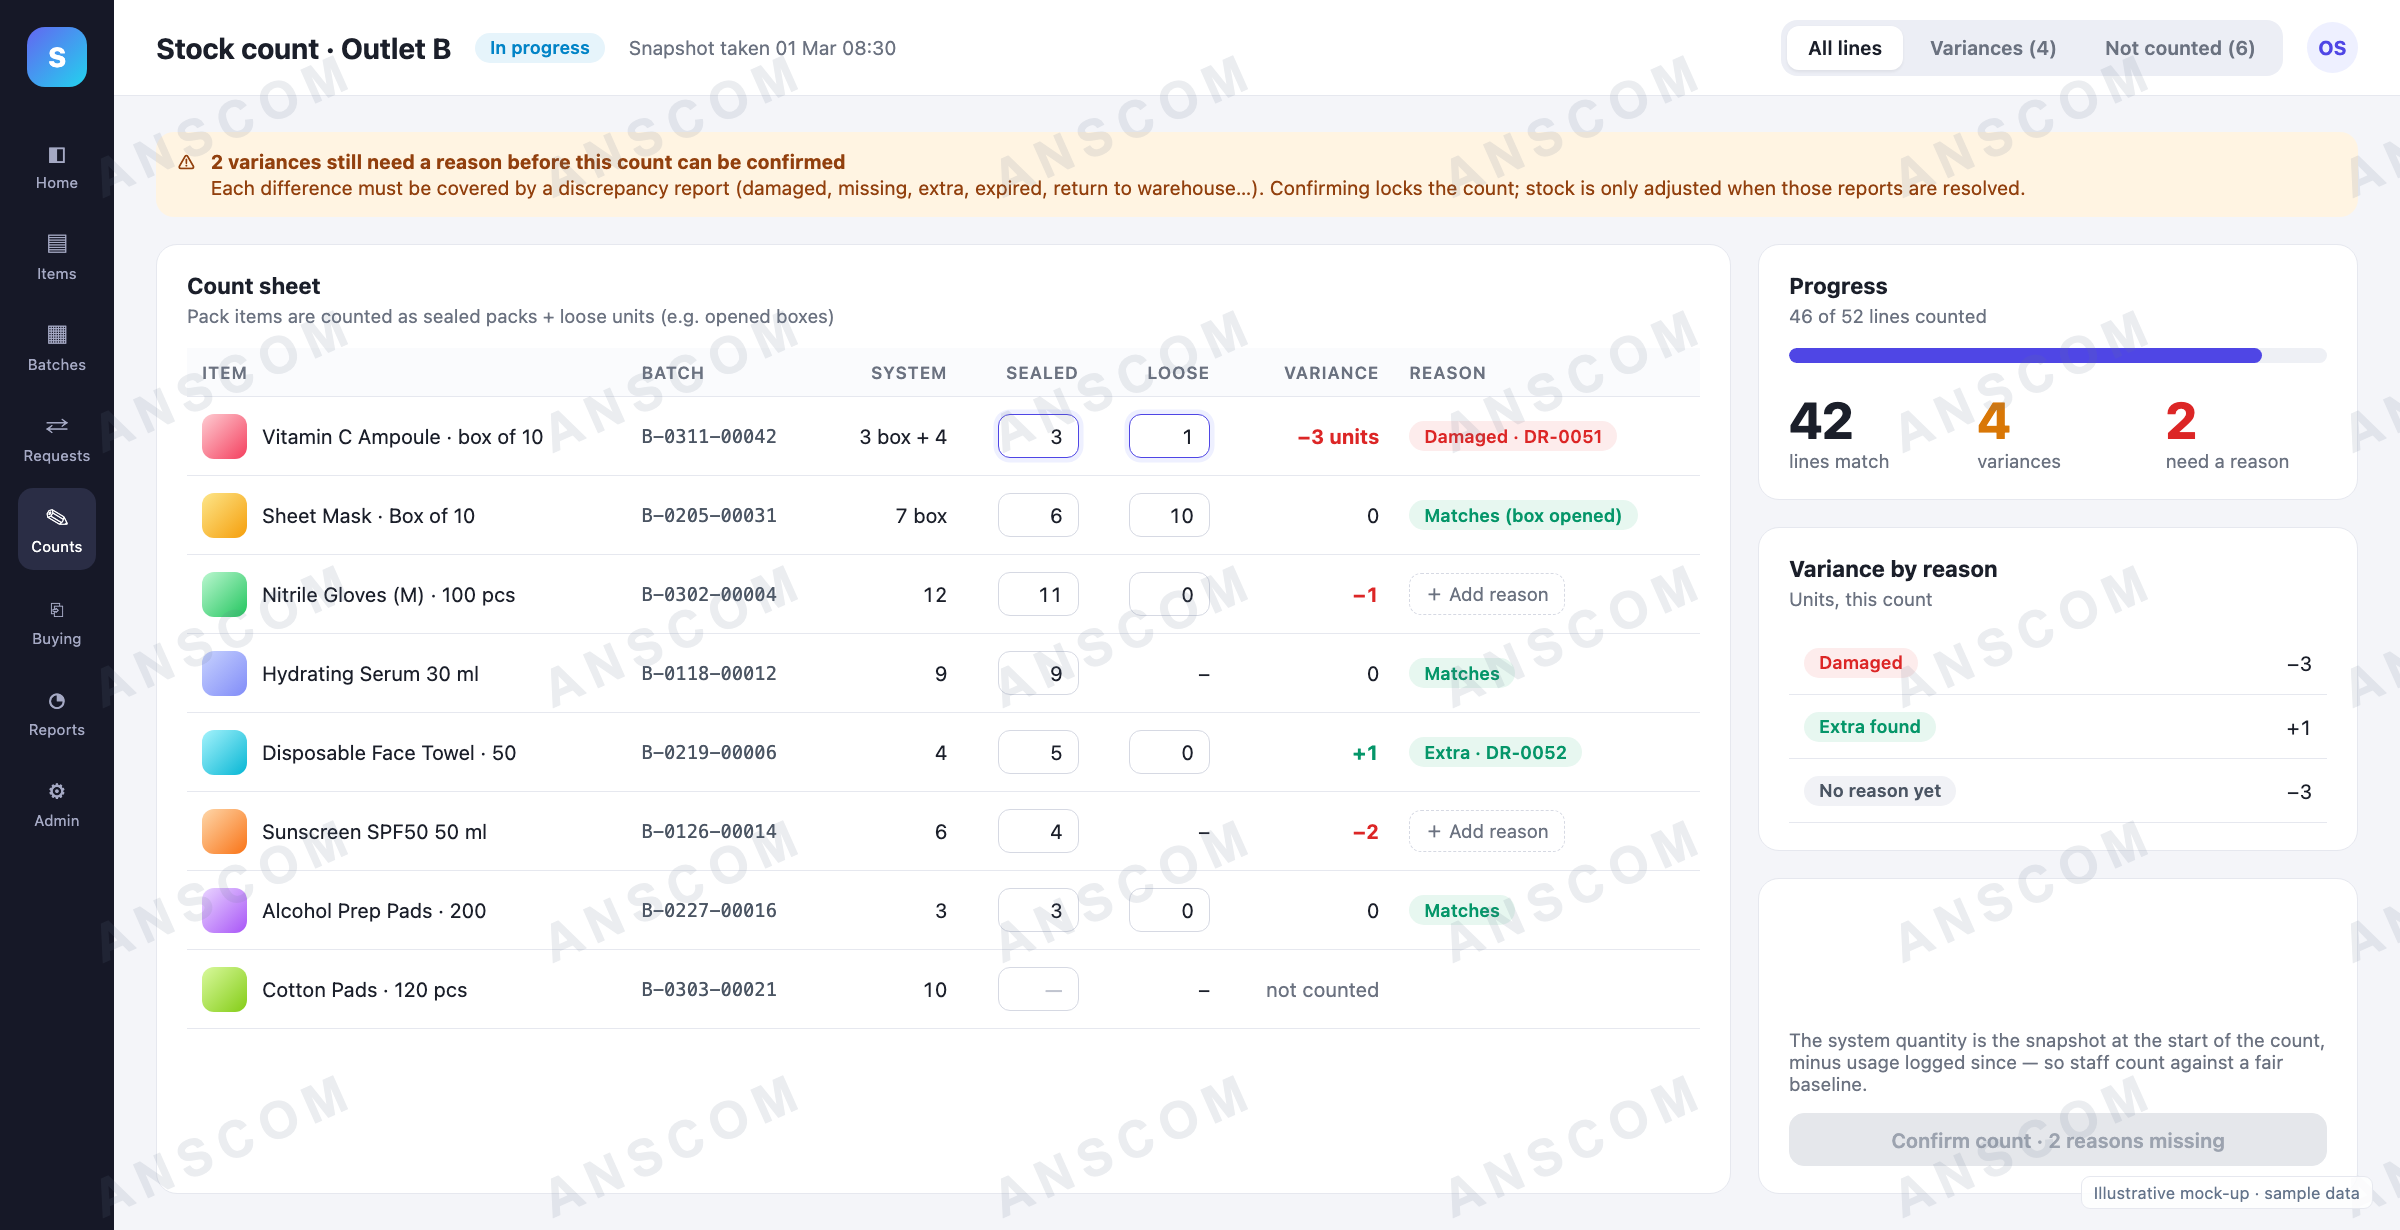 S
Home
Items
Batches
Requests
Counts
Buying
Reports
Admin
Stock count · Outlet B
In progress
Snapshot taken 01 Mar 08:30
All lines
Variances (4)
Not counted (6)
OS
2 variances still need a reason before this count can be confirmed
Each difference must be covered by a discrepancy report (damaged, missing, extra, expired, return to warehouse...). Confirming locks the count; stock is only adjusted when those reports are resolved.
Count sheet
Pack items are counted as sealed packs + loose units (e.g. opened boxes)
ITEM BATCH SYSTEM SEALED LOOSE VARIANCE REASON
Vitamin C Ampoule · box of 10 B-0311-00042 3 box + 4 3 1 −3 units Damaged · DR-0051
Sheet Mask · Box of 10 B-0205-00031 7 box 6 10 0 Matches (box opened)
Nitrile Gloves (M) · 100 pcs B-0302-00004 12 11 0 −1 + Add reason
Hydrating Serum 30 ml B-0118-00012 9 9 – 0 Matches
Disposable Face Towel · 50 B-0219-00006 4 5 0 +1 Extra · DR-0052
Sunscreen SPF50 50 ml B-0126-00014 6 4 – −2 + Add reason
Alcohol Prep Pads · 200 B-0227-00016 3 3 0 0 Matches
Cotton Pads · 120 pcs B-0303-00021 10 — – not counted
Progress
46 of 52 lines counted
42 4 2
lines match variances need a reason
Variance by reason
Units, this count
Damaged −3
Extra found +1
No reason yet −3
The system quantity is the snapshot at the start of the count,
minus usage logged since — so staff count against a fair
baseline.
Confirm count · 2 reasons missing
Illustrative mock-up · sample data
ANSCOM